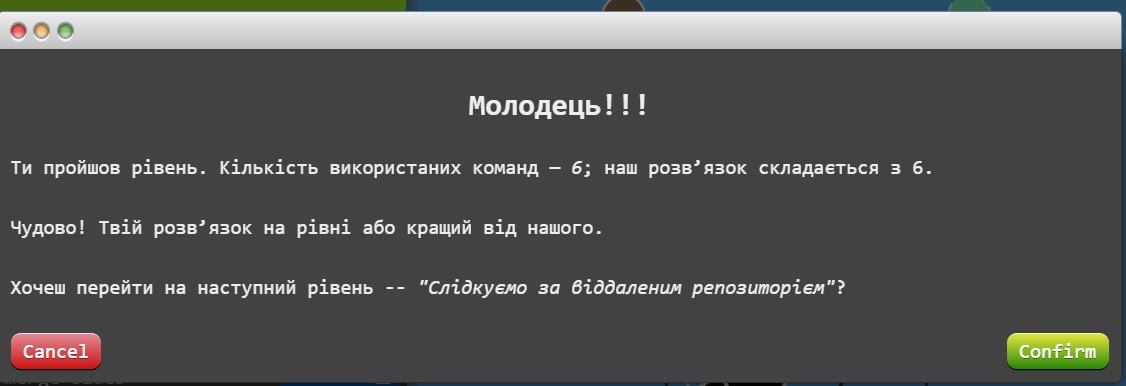 Молодець!!!
Ти пройшов рівень. Кількість використаних команд — 6; наш розв’язок складається з 6.
Чудово! Твій розв’язок на рівні або кращий від нашого.
Хочеш перейти на наступний рівень -- "Слідкуємо за віддаленим репозиторієм"?
Cancel
Confirm